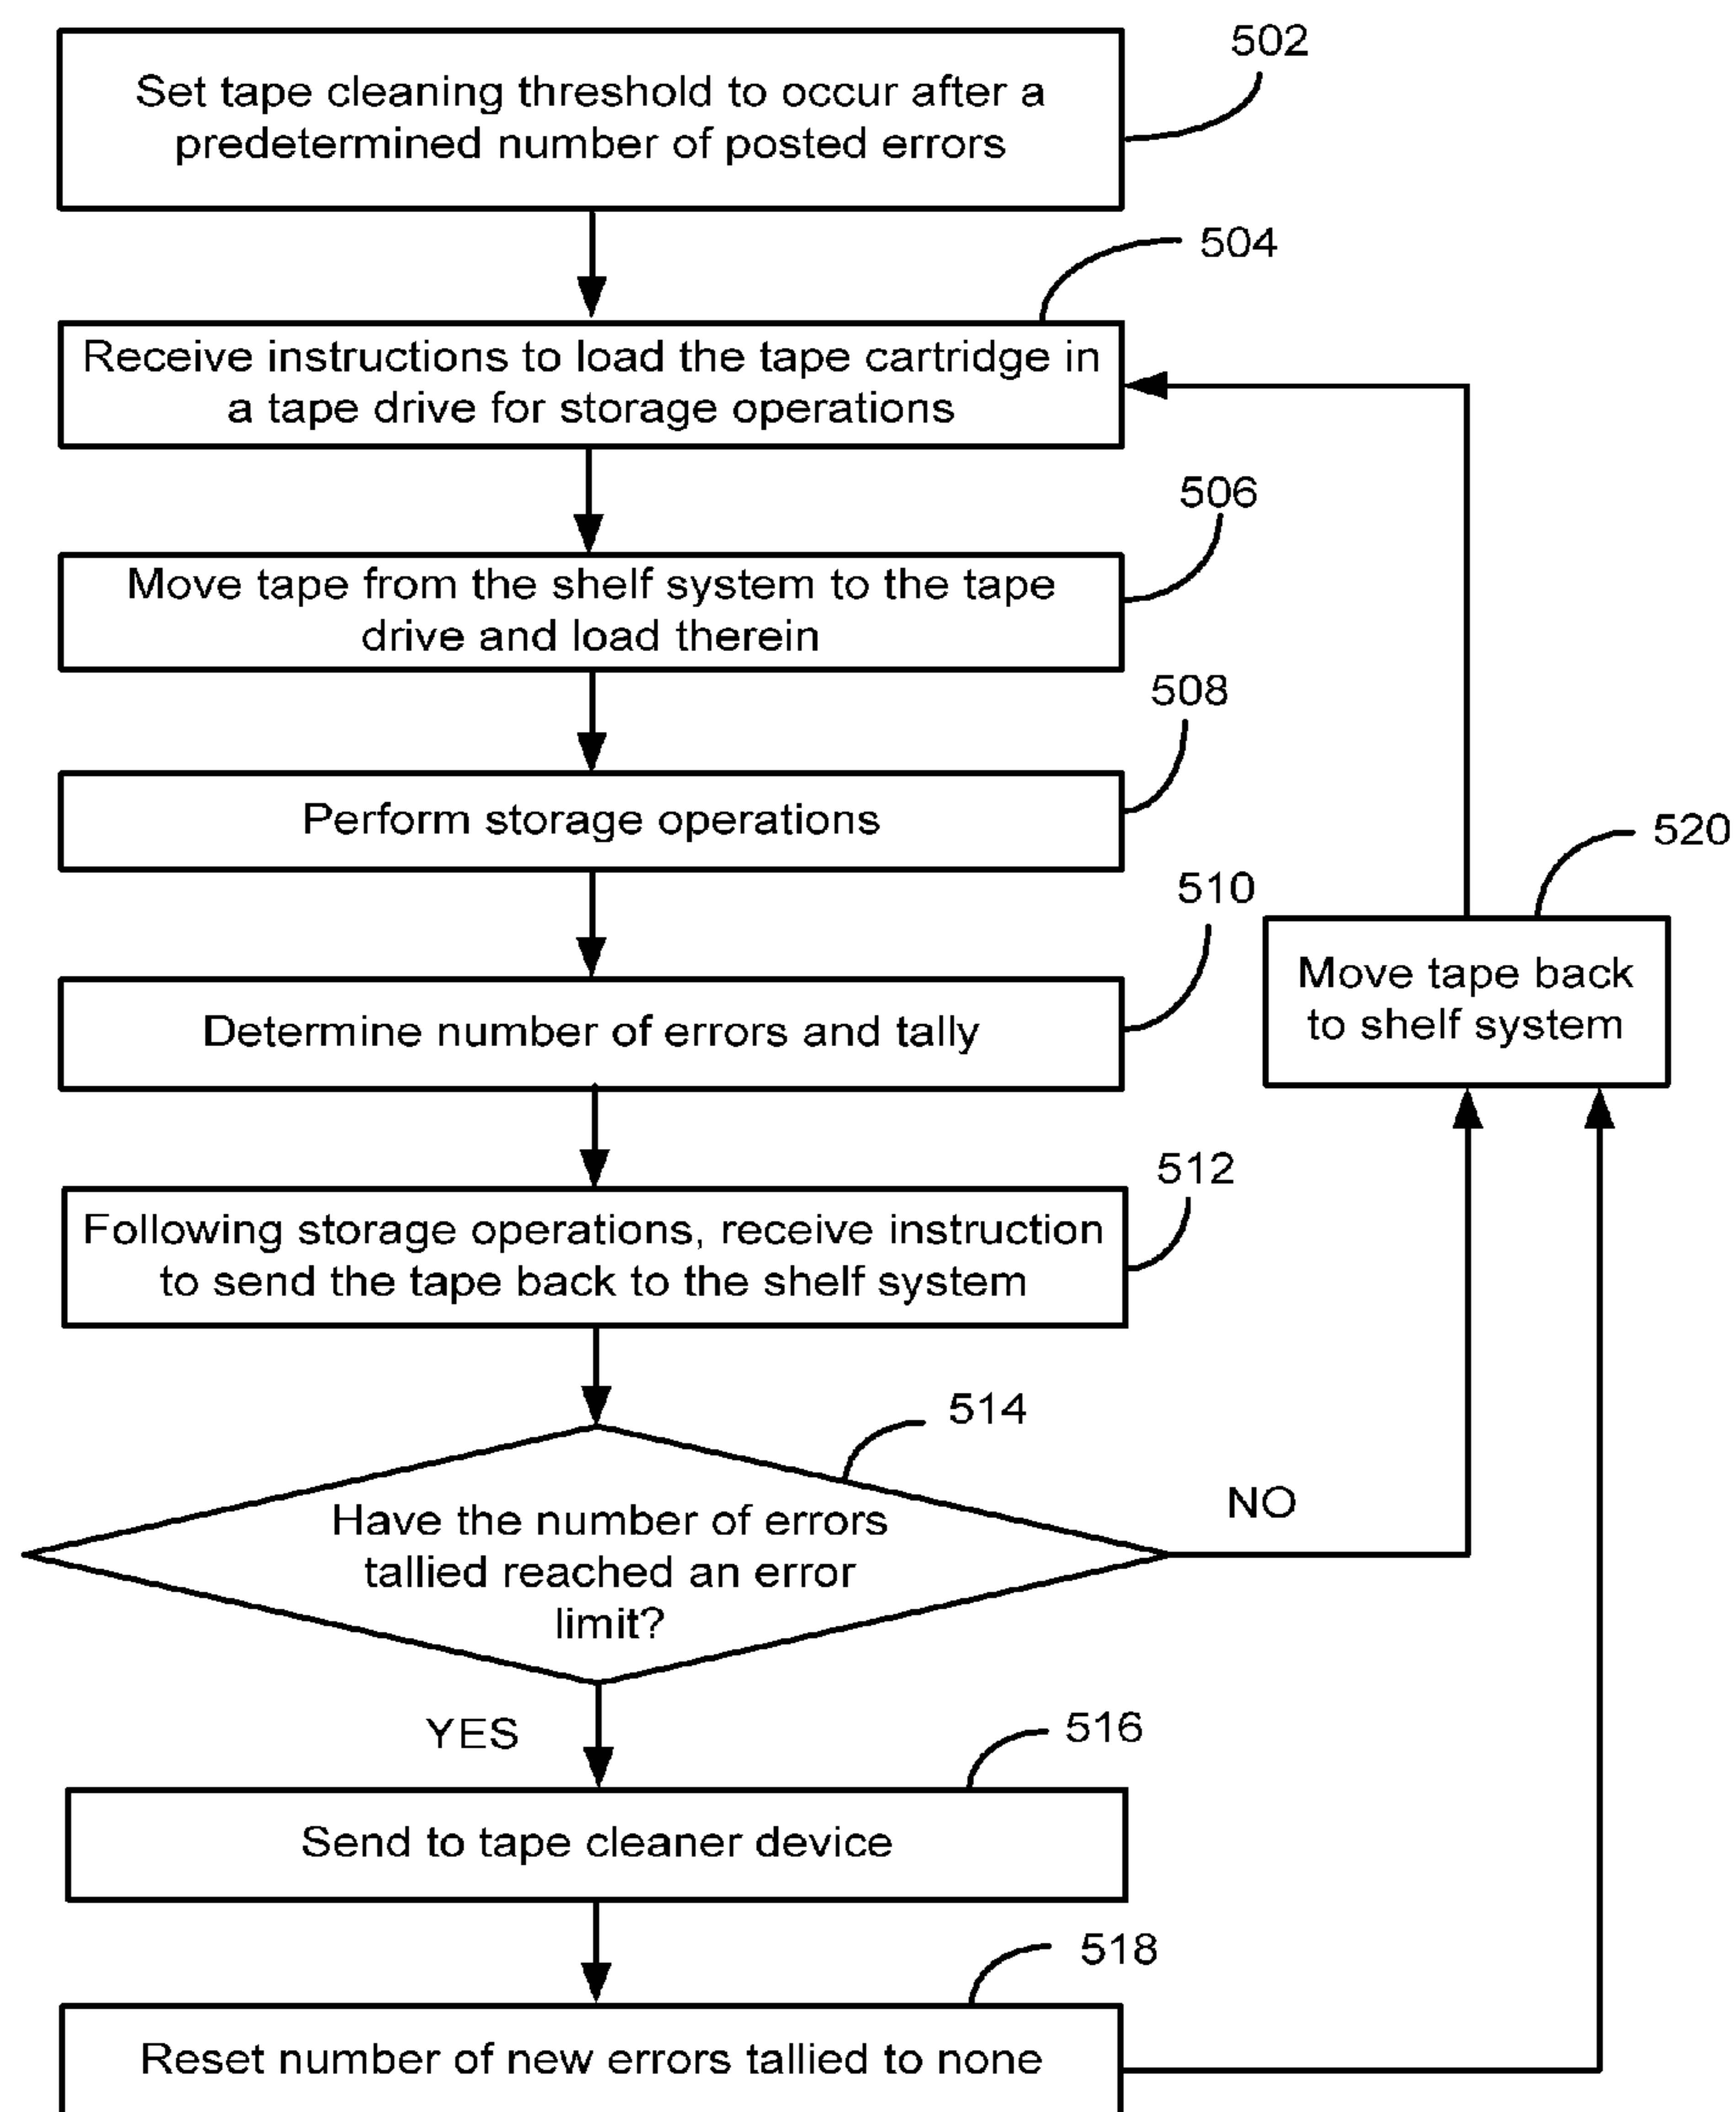 502
Set tape cleaning threshold to occur after a
predetermined number of posted errors
504
Receive instructions to load the tape cartridge in
a tape drive for storage operations
506
Move tape from the shelf system to the tape
drive and load therein
508
Perform storage operations
520
Move tape back
to shelf system
510
Determine number of errors and tally
512
Following storage operations, receive instruction
to send the tape back to the shelf system
514
Have the number of errors
tallied reached an error
limit?
NO
YES
516
Send to tape cleaner device
518
Reset number of new errors tallied to none